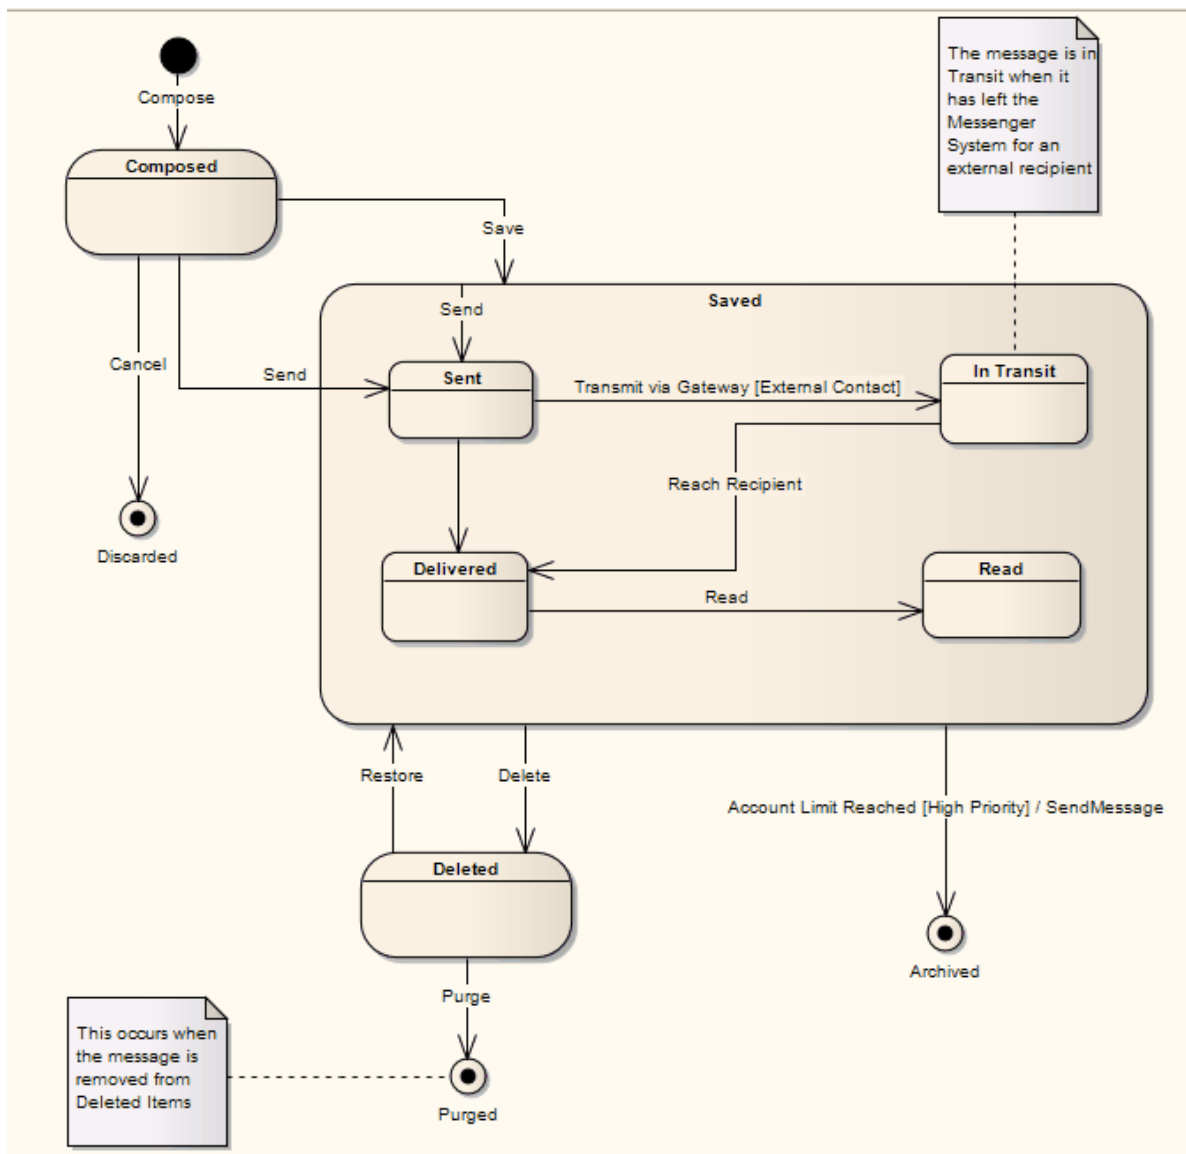 The message is in
Transit when it
has left the
Messenger
System for an
external recipient
Compose
Composed
Save
Saved
Send
Cancel
Send
Sent
Transmit via Gateway [External Contact]
In Transit
Reach Recipient
Discarded
Delivered
Read
Read
Restore
Delete
Account Limit Reached [High Priority] / SendMessage
Deleted
Archived
Purge
This occurs when
the message is
removed from
Deleted Items
Purged